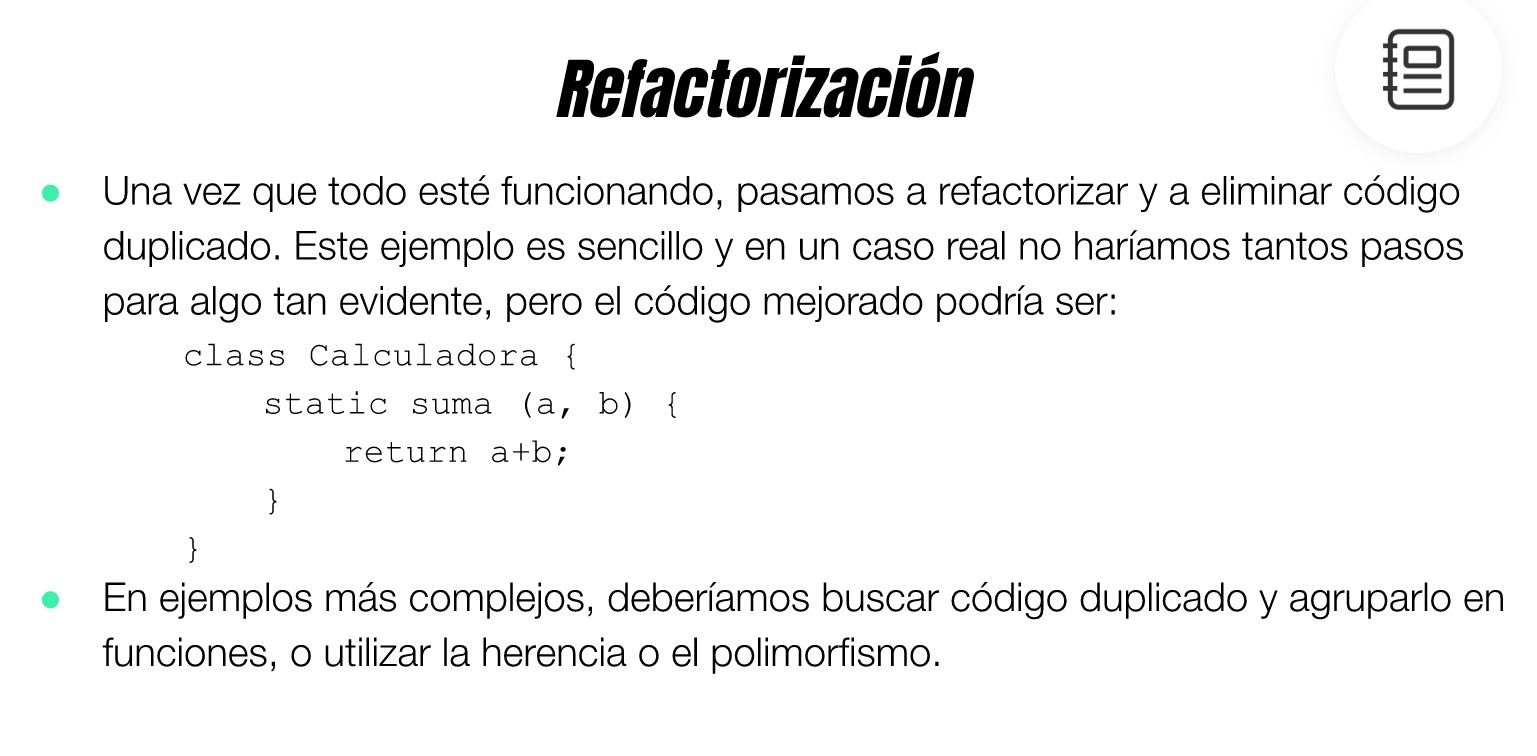 Refactorización
Una vez que todo esté funcionando, pasamos a refactorizar y a eliminar código
duplicado. Este ejemplo es sencillo y en un caso real no haríamos tantos pasos
para algo tan evidente, pero el código mejorado podría ser:
class Calculadora {
static suma (a, b) {
return a+b;
}
}
En ejemplos más complejos, deberíamos buscar código duplicado y agruparlo en
funciones, o utilizar la herencia o el polimorfismo.